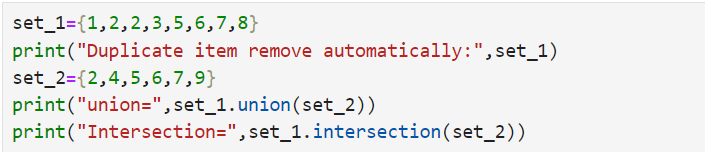 set_1={1,2,2,3,5,6,7,8}
print("Duplicate item remove automatically:",set_1)
set_2={2,4,5,6,7,9}
print("union=",set_1.union(set_2))
print("Intersection=",set_1.intersection(set_2))